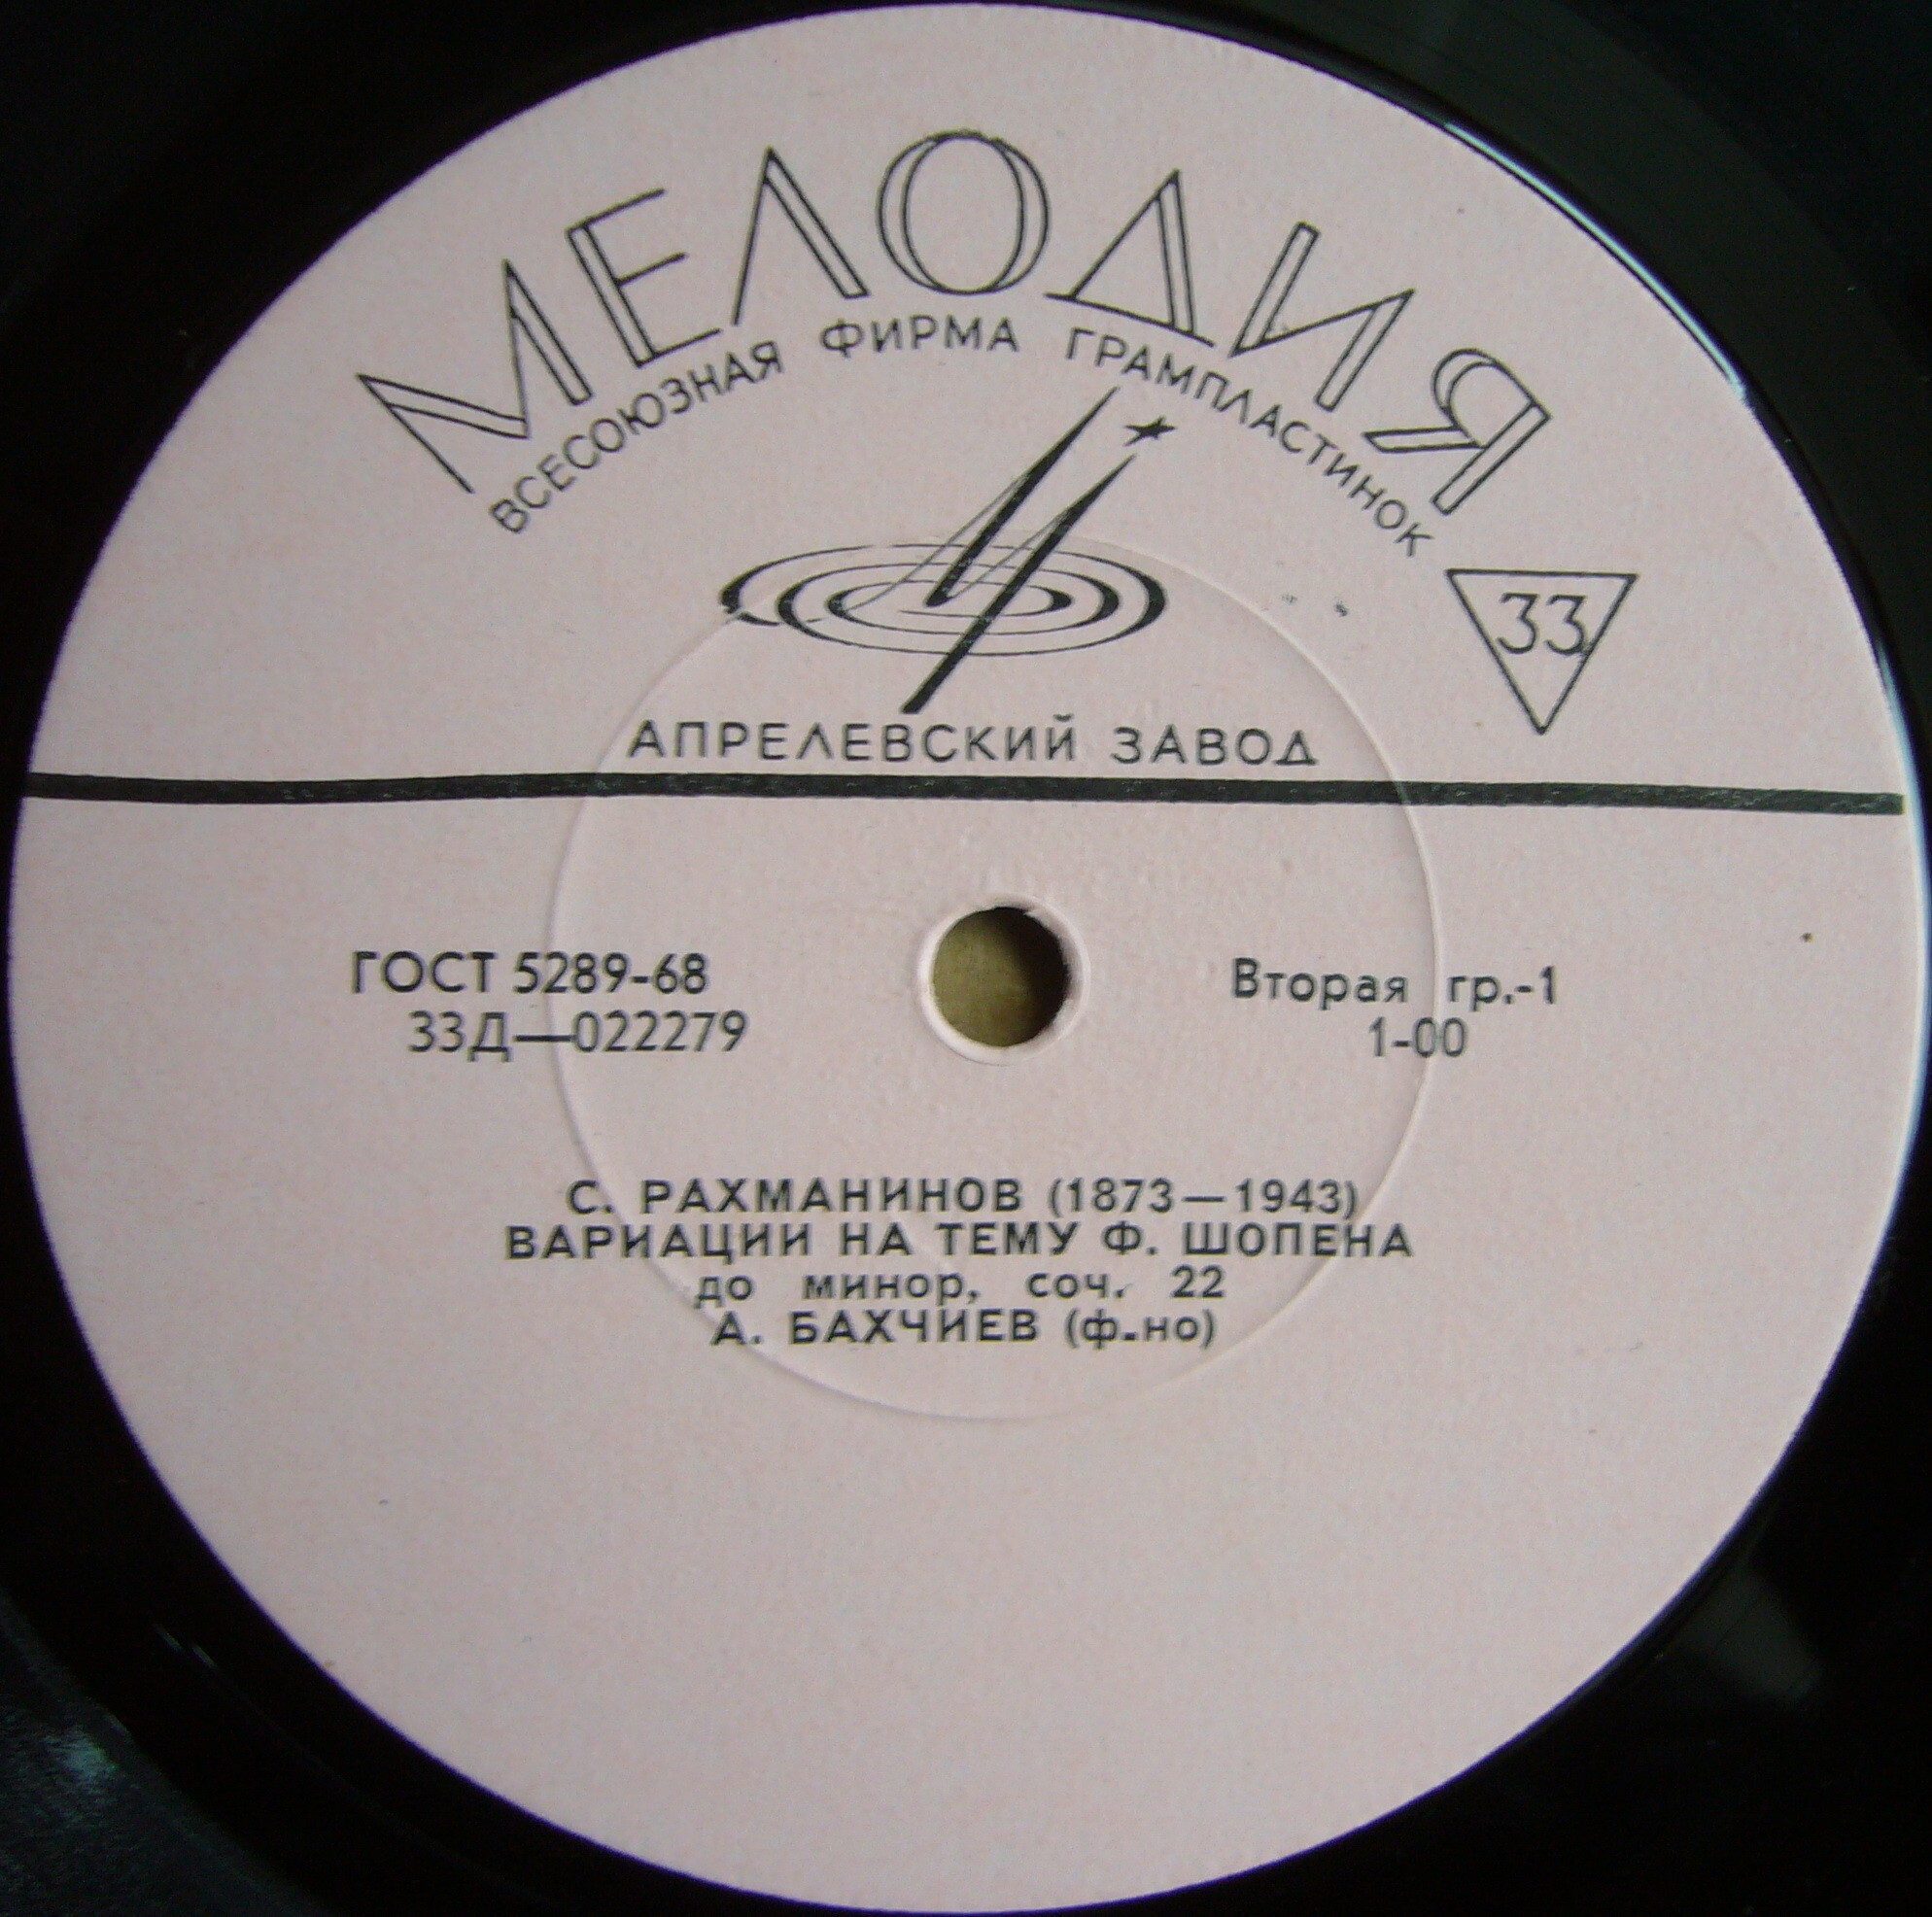 МЕЛОДИЯ
ВСЕСОЮЗНАЯ ФИРМА ГРАМПЛАСТИНОК
33
АПРЕЛЕВСКИЙ ЗАВОД
ГОСТ 5289-68
33Д—022279
Вторая гр.-1
1-00
С. РАХМАНИНОВ (1873—1943)
ВАРИАЦИИ НА ТЕМУ Ф. ШОПЕНА
до минор, соч. 22
А. БАХЧИЕВ (ф-но)